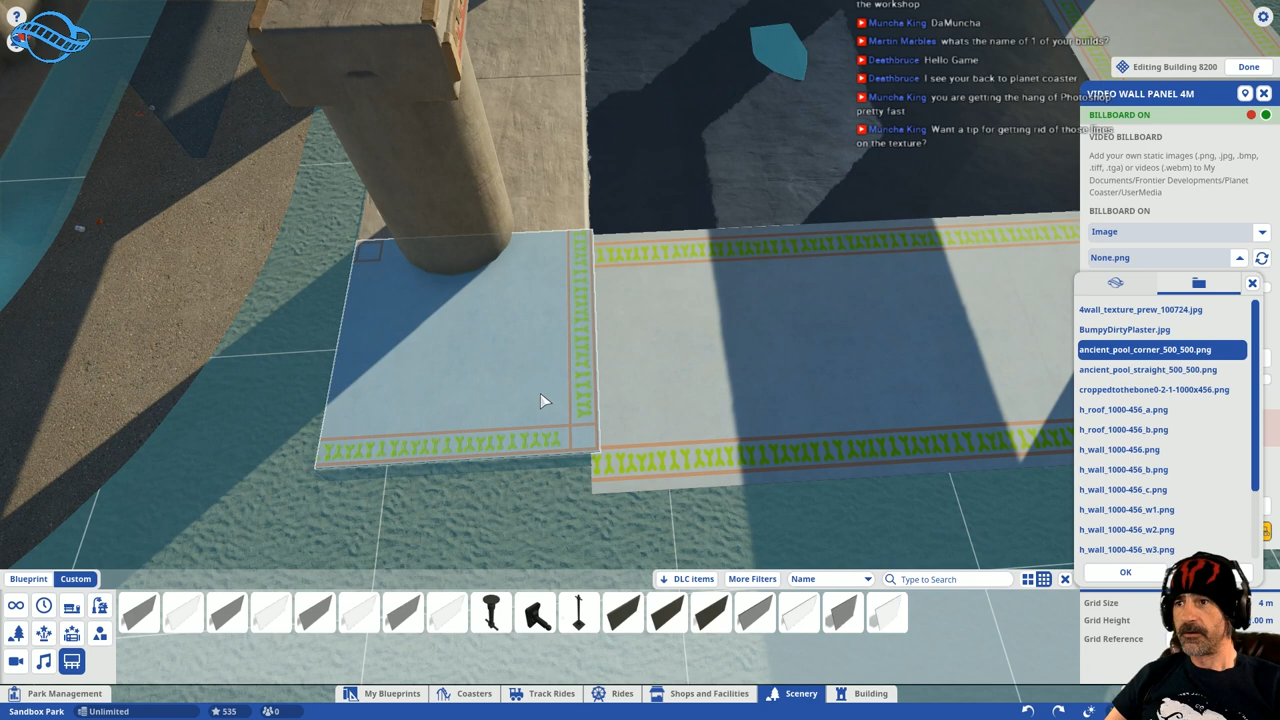 the workshop
Muncha King DaMuncha
Martin Marbles whats the name of 1 of your builds?
Deathbruce Hello Game
Deathbruce I see your back to planet coaster
Muncha King you are getting the hang of Photoshop
pretty fast
Muncha King Want a tip for getting rid of those lines
on the texture?
Editing Building 8200
Done
VIDEO WALL PANEL 4M
BILLBOARD ON
VIDEO BILLBOARD
Add your own static images (.png, .jpg, .bmp,
.tiff, .tga) or videos (.webm) to My
Documents/Frontier Developments/Planet
Coaster/UserMedia
BILLBOARD ON
Image
None.png
4wall_texture_prew_100724.jpg
BumpyDirtyPlaster.jpg
ancient_pool_corner_500_500.png
ancient_pool_straight_500_500.png
croppedtothebone0-2-1-1000x456.png
h_roof_1000-456_a.png
h_roof_1000-456_b.png
h_wall_1000-456.png
h_wall_1000-456_b.png
h_wall_1000-456_c.png
h_wall_1000-456_w1.png
h_wall_1000-456_w2.png
h_wall_1000-456_w3.png
OK
Blueprint Custom
DLC items More Filters Name Type to Search
Grid Size 4 m
Grid Height
Grid Reference
Park Management My Blueprints Coasters Track Rides Rides Shops and Facilities Scenery Building
Sandbox Park Unlimited 535 0